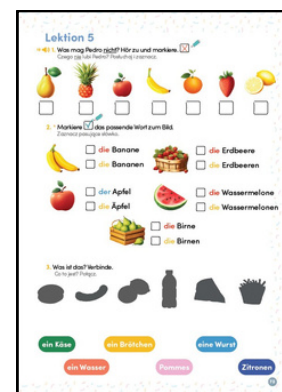 Lektion 5
1. Was mag Pedro nicht? Hör zu und markiere.
Czego nie lubi Pedro? Posłuchaj i zaznacz.
2. Markiere das passende Wort zum Bild.
Zaznacz pasujące słówko.
die Banane
die Bananen
die Erdbeere
die Erdbeeren
der Apfel
die Äpfel
die Wassermelone
die Wassermelonen
die Birne
die Birnen
3. Was ist das? Verbinde.
Co to jest? Połącz.
ein Käse
ein Brötchen
eine Wurst
ein Wasser
Pommes
Zitronen